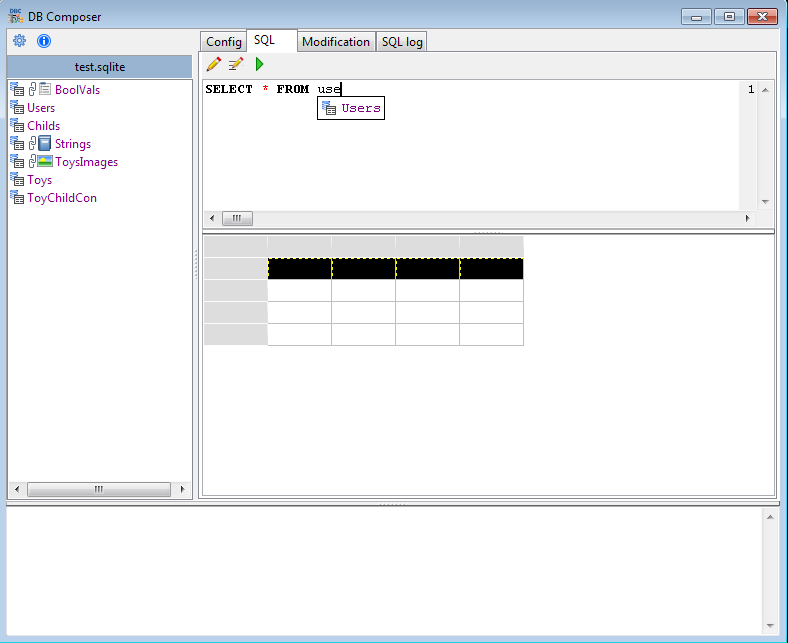 DB Composer
Config SQL Modification SQL log
test.sqlite
BoolVals
Users
Childs
Strings
ToysImages
Toys
ToyChildCon
SELECT * FROM use
1
Users